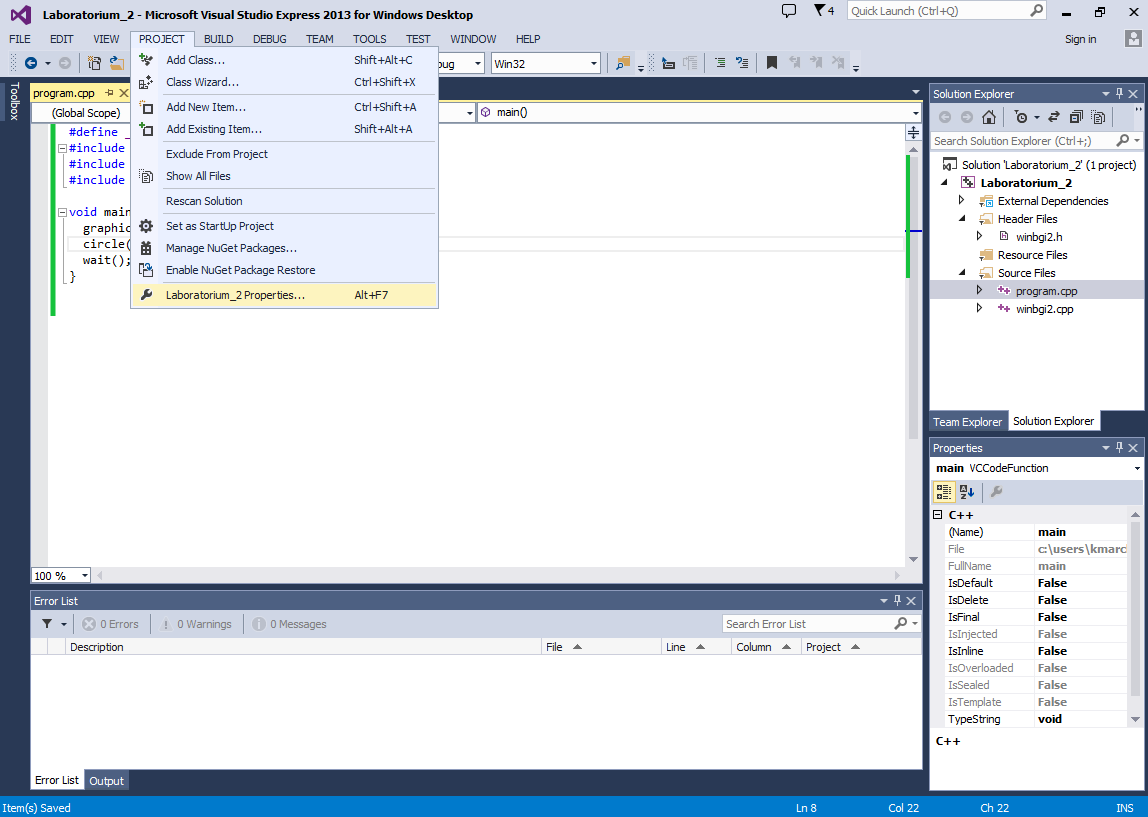 Laboratorium_2 - Microsoft Visual Studio Express 2013 for Windows Desktop
4
Quick Launch (Ctrl+Q)
FILE EDIT VIEW PROJECT BUILD DEBUG TEAM TOOLS TEST WINDOW HELP
Sign in
bug
Win32
Toolbox
program.cpp
(Global Scope)
main()
#define _
#include
#include
#include
void main
graphic
circle(
wait();
}
Add Class... Shift+Alt+C
Class Wizard... Ctrl+Shift+X
Add New Item... Ctrl+Shift+A
Add Existing Item... Shift+Alt+A
Exclude From Project
Show All Files
Rescan Solution
Set as StartUp Project
Manage NuGet Packages...
Enable NuGet Package Restore
Laboratorium_2 Properties... Alt+F7
100 %
Solution Explorer
Search Solution Explorer (Ctrl+;)
Solution 'Laboratorium_2' (1 project)
Laboratorium_2
External Dependencies
Header Files
winbgi2.h
Resource Files
Source Files
program.cpp
winbgi2.cpp
Team Explorer Solution Explorer
Properties
main VCCodeFunction
C++
(Name) main
File c:\users\kmarc
FullName main
IsDefault False
IsDelete False
IsFinal False
IsInjected False
IsInline False
IsOverloaded False
IsSealed False
IsTemplate False
TypeString void
C++
Error List
0 Errors 0 Warnings 0 Messages
Search Error List
Description File Line Column Project
Error List Output
Item(s) Saved Ln 8 Col 22 Ch 22 INS